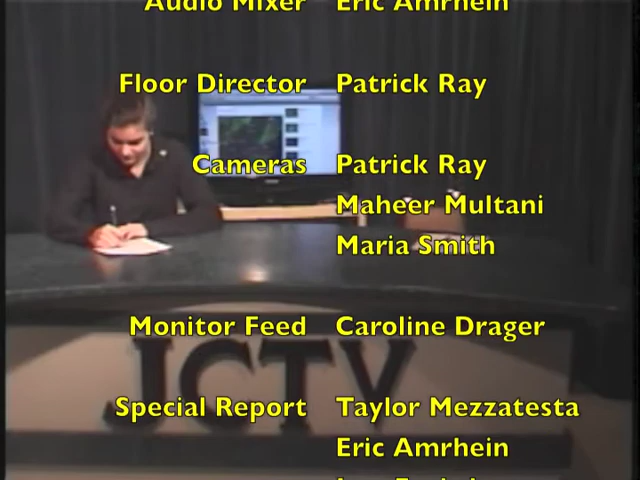 Audio Mixer Eric Amrhein
Floor Director Patrick Ray
Cameras Patrick Ray
Maheer Multani
Maria Smith
Monitor Feed Caroline Drager
JCTV
Special Report Taylor Mezzatesta
Eric Amrhein